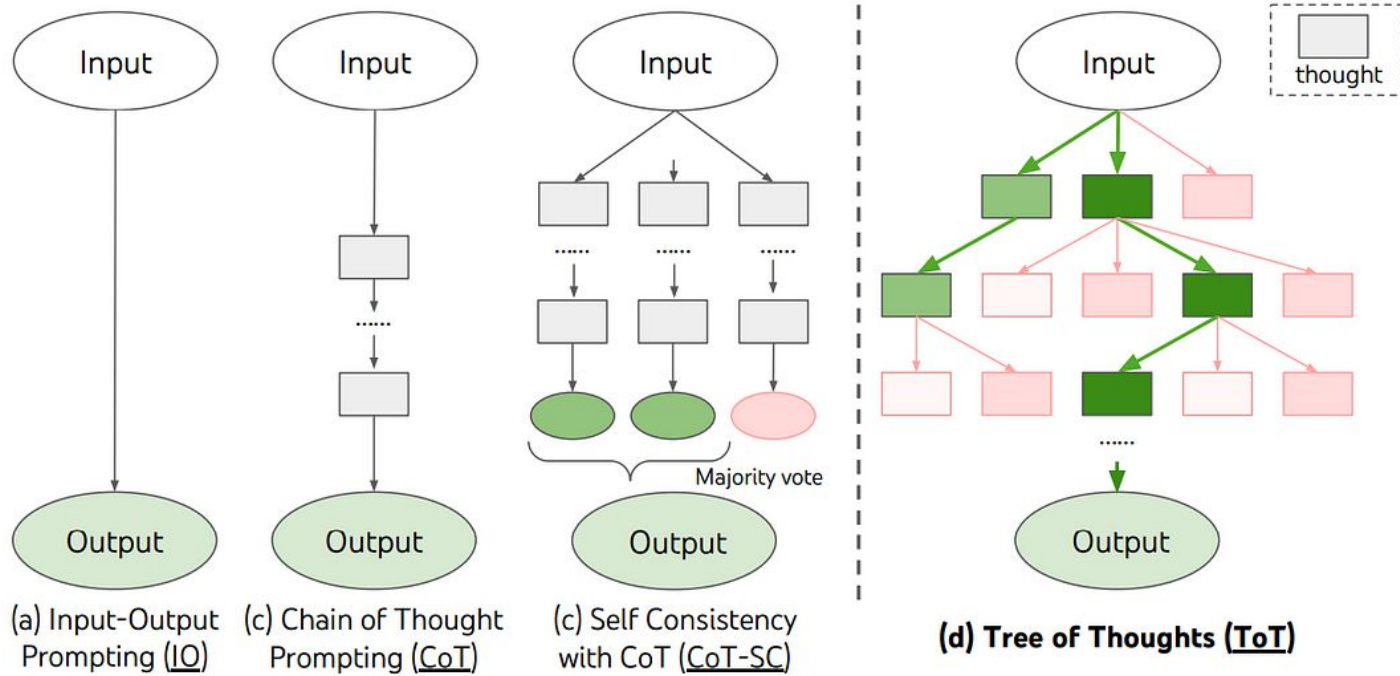 Input
Input
Input
Input
thought
......
......
......
......
......
Majority vote
Output
Output
Output
Output
(a) Input-Output
Prompting (IO)
(c) Chain of Thought
Prompting (CoT)
(c) Self Consistency
with CoT (CoT-SC)
(d) Tree of Thoughts (ToT)